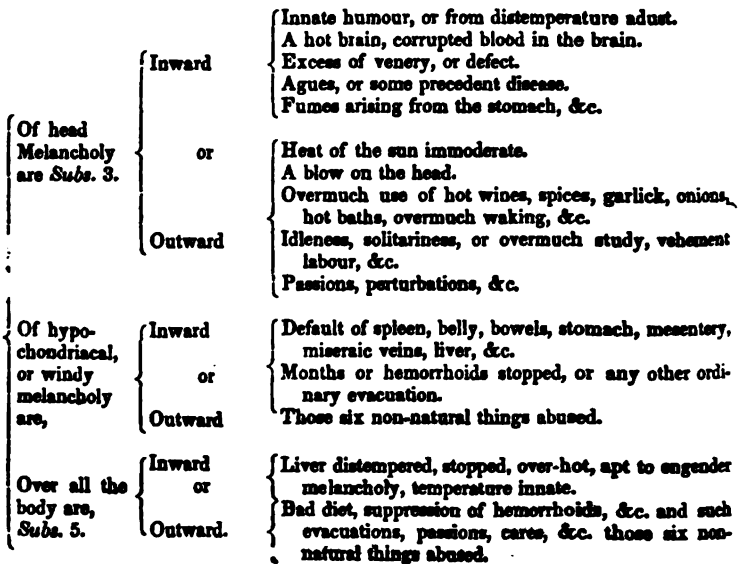 Of head
Melancholy
are Subs. 3.
Inward
or
Outward
Innate humour, or from distemperature adust.
A hot brain, corrupted blood in the brain.
Excess of venery, or defect.
Agues, or some precedent disease.
Fumes arising from the stomach, &c.
Heat of the sun immoderate.
A blow on the head.
Overmuch use of hot wines, spices, garlick, onions,
hot baths, overmuch waking, &c.
Idleness, solitariness, or overmuch study, vehement
labour, &c.
Passions, perturbations, &c.
Of hypo-
chondriacal,
or windy
melancholy
are,
Inward
or
Outward
Default of spleen, belly, bowels, stomach, mesentery,
miseraic veins, liver, &c.
Months or hemorrhoids stopped, or any other ordi-
nary evacuation.
Those six non-natural things abused.
Over all the
body are,
Subs. 5.
Inward
or
Outward.
Liver distempered, stopped, over-hot, apt to engender
melancholy, temperature innate.
Bad diet, suppression of hemorrhoids, &c. and such
evacuations, passions, cares, &c. those six non-
natural things abused.